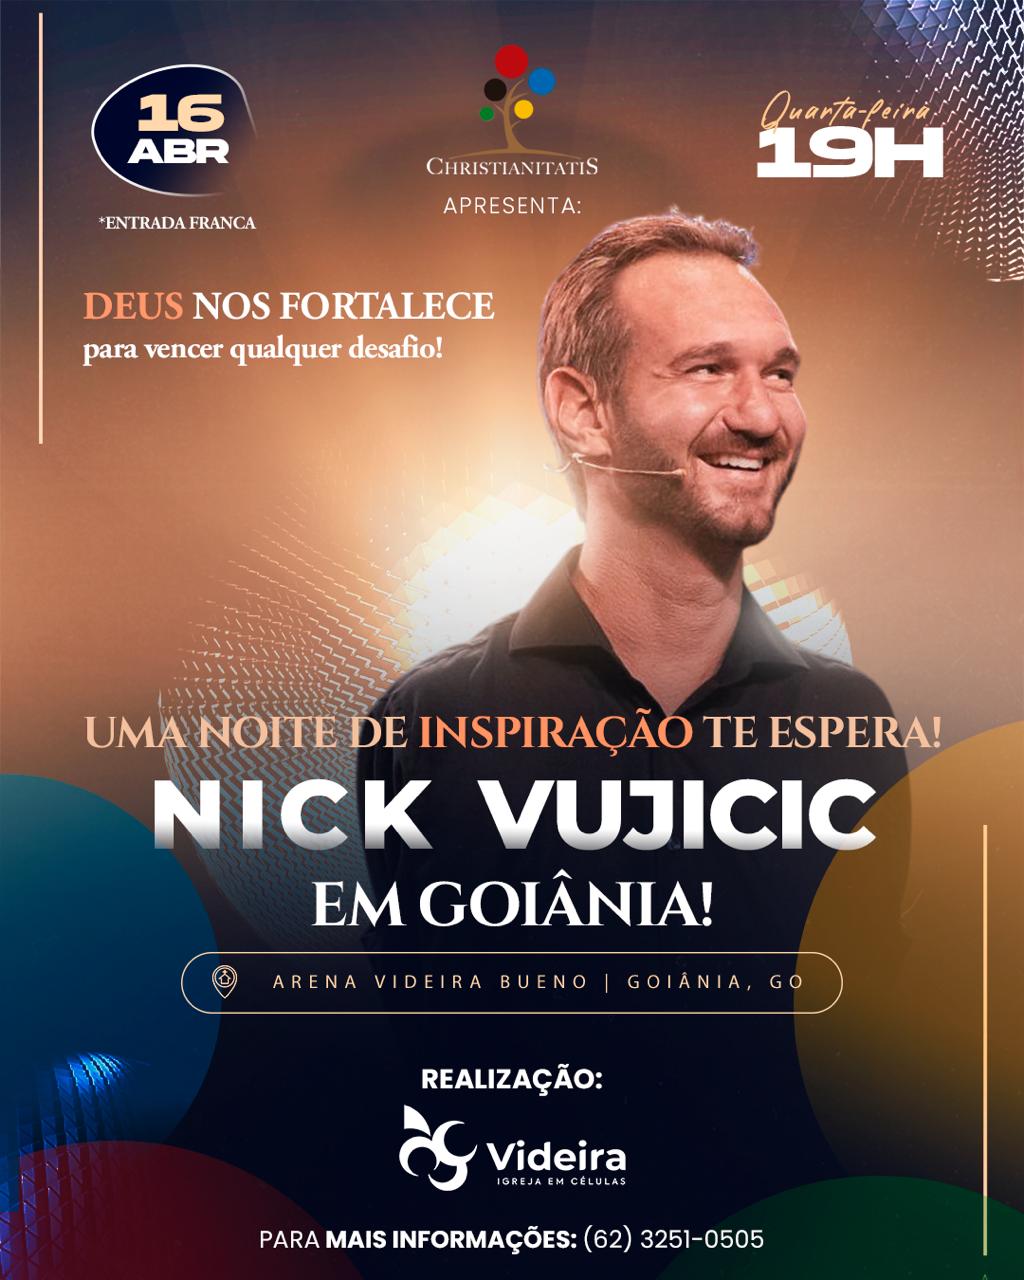 16
ABR
*ENTRADA FRANCA
CHRISTIANITATIS
APRESENTA:
Quarta-feira
19H
DEUS NOS FORTALECE
para vencer qualquer desafio!
UMA NOITE DE INSPIRAÇÃO TE ESPERA!
NICK VUJICIC
EM GOIÂNIA!
ARENA VIDEIRA BUENO | GOIÂNIA, GO
REALIZAÇÃO:
Videira
IGREJA EM CÉLULAS
PARA MAIS INFORMAÇÕES: (62) 3251-0505